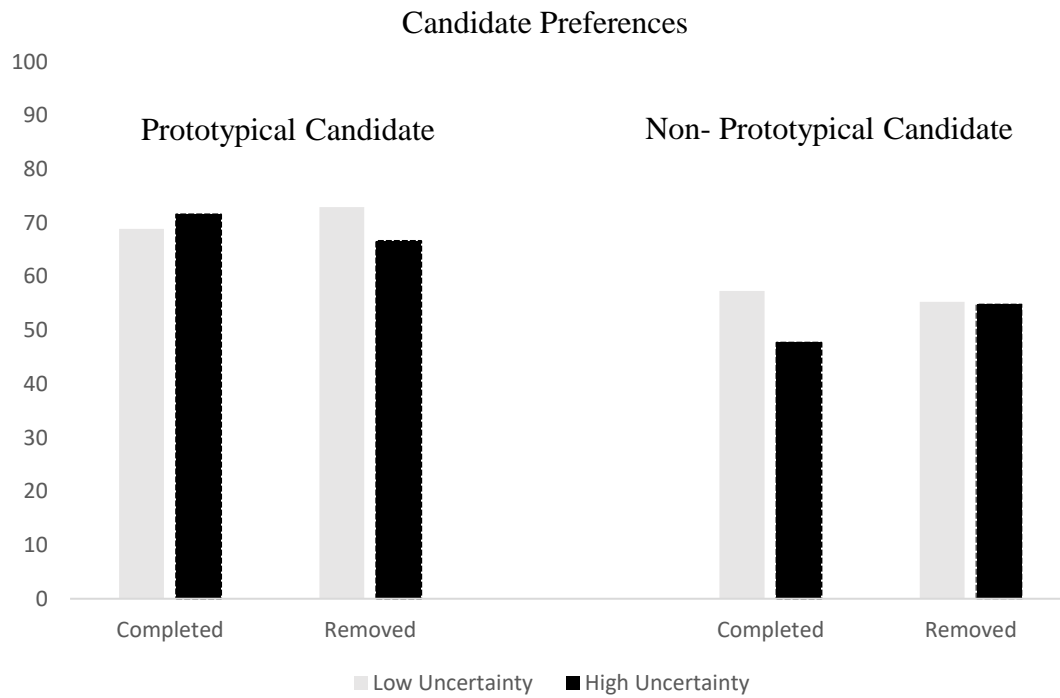 Candidate Preferences
100
90
Prototypical Candidate
Non- Prototypical Candidate
80
70
60
50
40
30
20
10
0
Completed
Removed
Completed
Removed
Low Uncertainty
High Uncertainty